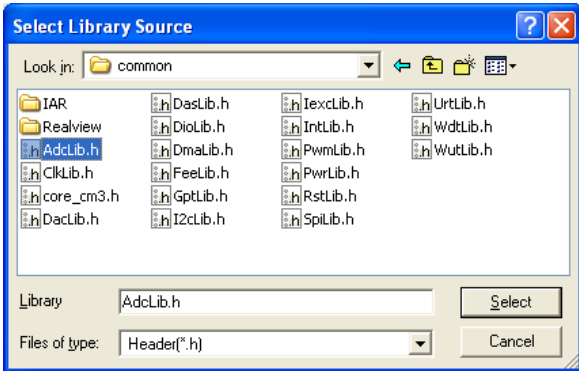 Select Library Source
Look in: common
IAR DasLib.h IexcLib.h UrtLib.h
Realview DioLib.h IntLib.h WdtLib.h
AdcLib.h DmaLib.h PwmLib.h WutLib.h
ClkLib.h FeeLib.h PwrLib.h
core_cm3.h GptLib.h RstLib.h
DacLib.h I2cLib.h SpiLib.h
Library AdcLib.h Select
Files of type: Header(*.h) Cancel